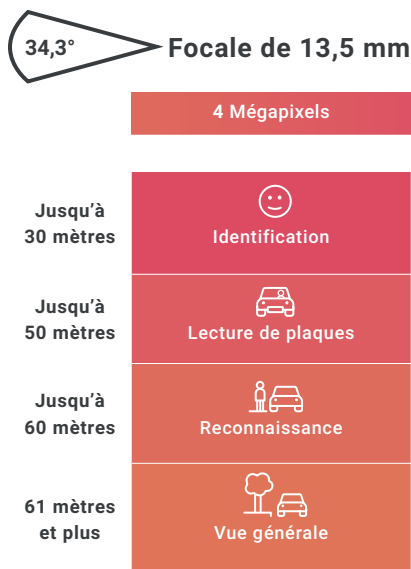 34,3°
Focale de 13,5 mm
4 Mégapixels
Jusqu'à
30 mètres
Identification
Jusqu'à
50 mètres
Lecture de plaques
Jusqu'à
60 mètres
Reconnaissance
61 mètres
et plus
Vue générale